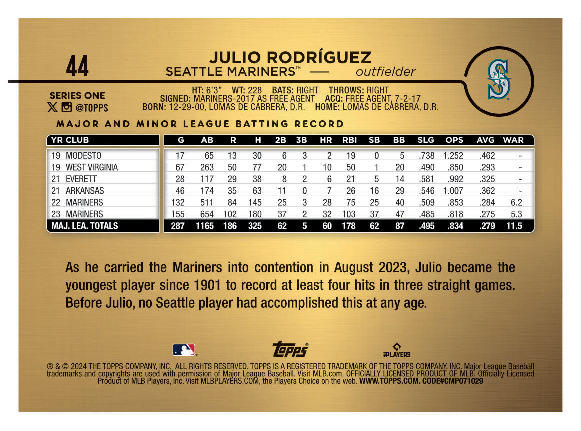 44
JULIO RODRÍGUEZ
SEATTLE MARINERS™ — outfielder
SERIES ONE
@TOPPS
HT: 6'3" WT: 228 BATS: RIGHT THROWS: RIGHT
SIGNED: MARINERS-2017 AS FREE AGENT ACQ: FREE AGENT, 7-2-17
BORN: 12-29-00, LOMAS DE CABRERA, D.R. HOME: LOMAS DE CABRERA, D.R.
MAJOR AND MINOR LEAGUE BATTING RECORD
YR CLUB G AB R H 2B 3B HR RBI SB BB SLG OPS AVG WAR
19 MODESTO 17 65 13 30 6 3 2 19 0 5 .738 1.252 .462 -
19 WEST VIRGINIA 67 263 50 77 20 1 10 50 1 20 .490 .850 .293 -
21 EVERETT 28 117 29 38 8 2 6 21 5 14 .581 .992 .325 -
21 ARKANSAS 46 174 35 63 11 0 7 26 16 29 .546 1.007 .362 -
22 MARINERS 132 511 84 145 25 3 28 75 25 40 .509 .853 .284 6.2
23 MARINERS 155 654 102 180 37 2 32 103 37 47 .485 .818 .275 5.3
MAJ. LEA. TOTALS 287 1165 186 325 62 5 60 178 62 87 .495 .834 .279 11.5
As he carried the Mariners into contention in August 2023, Julio became the
youngest player since 1901 to record at least four hits in three straight games.
Before Julio, no Seattle player had accomplished this at any age.
Topps
PLAYERS
® & © 2024 THE TOPPS COMPANY, INC. ALL RIGHTS RESERVED. TOPPS IS A REGISTERED TRADEMARK OF THE TOPPS COMPANY, INC. Major League Baseball
trademarks and copyrights are used with permission of Major League Baseball. Visit MLB.com. OFFICIALLY LICENSED PRODUCT OF MLB. Officially Licensed
Product of MLB Players, Inc. Visit MLBPLAYERS.COM, the Players Choice on the web. WWW.TOPPS.COM. CODE#CMP071029